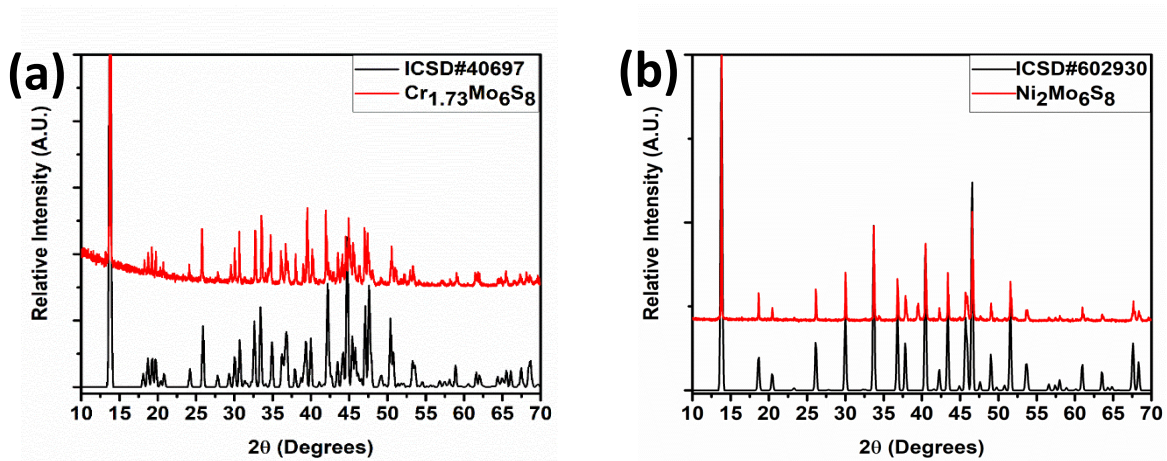 (a)
ICSD#40697
Cr1.73Mo6S8
Relative Intensity (A.U.)
10 15 20 25 30 35 40 45 50 55 60 65 70
2θ (Degrees)
(b)
ICSD#602930
Ni2Mo6S8
Relative Intensity (A.U.)
10 15 20 25 30 35 40 45 50 55 60 65 70
2θ (Degrees)